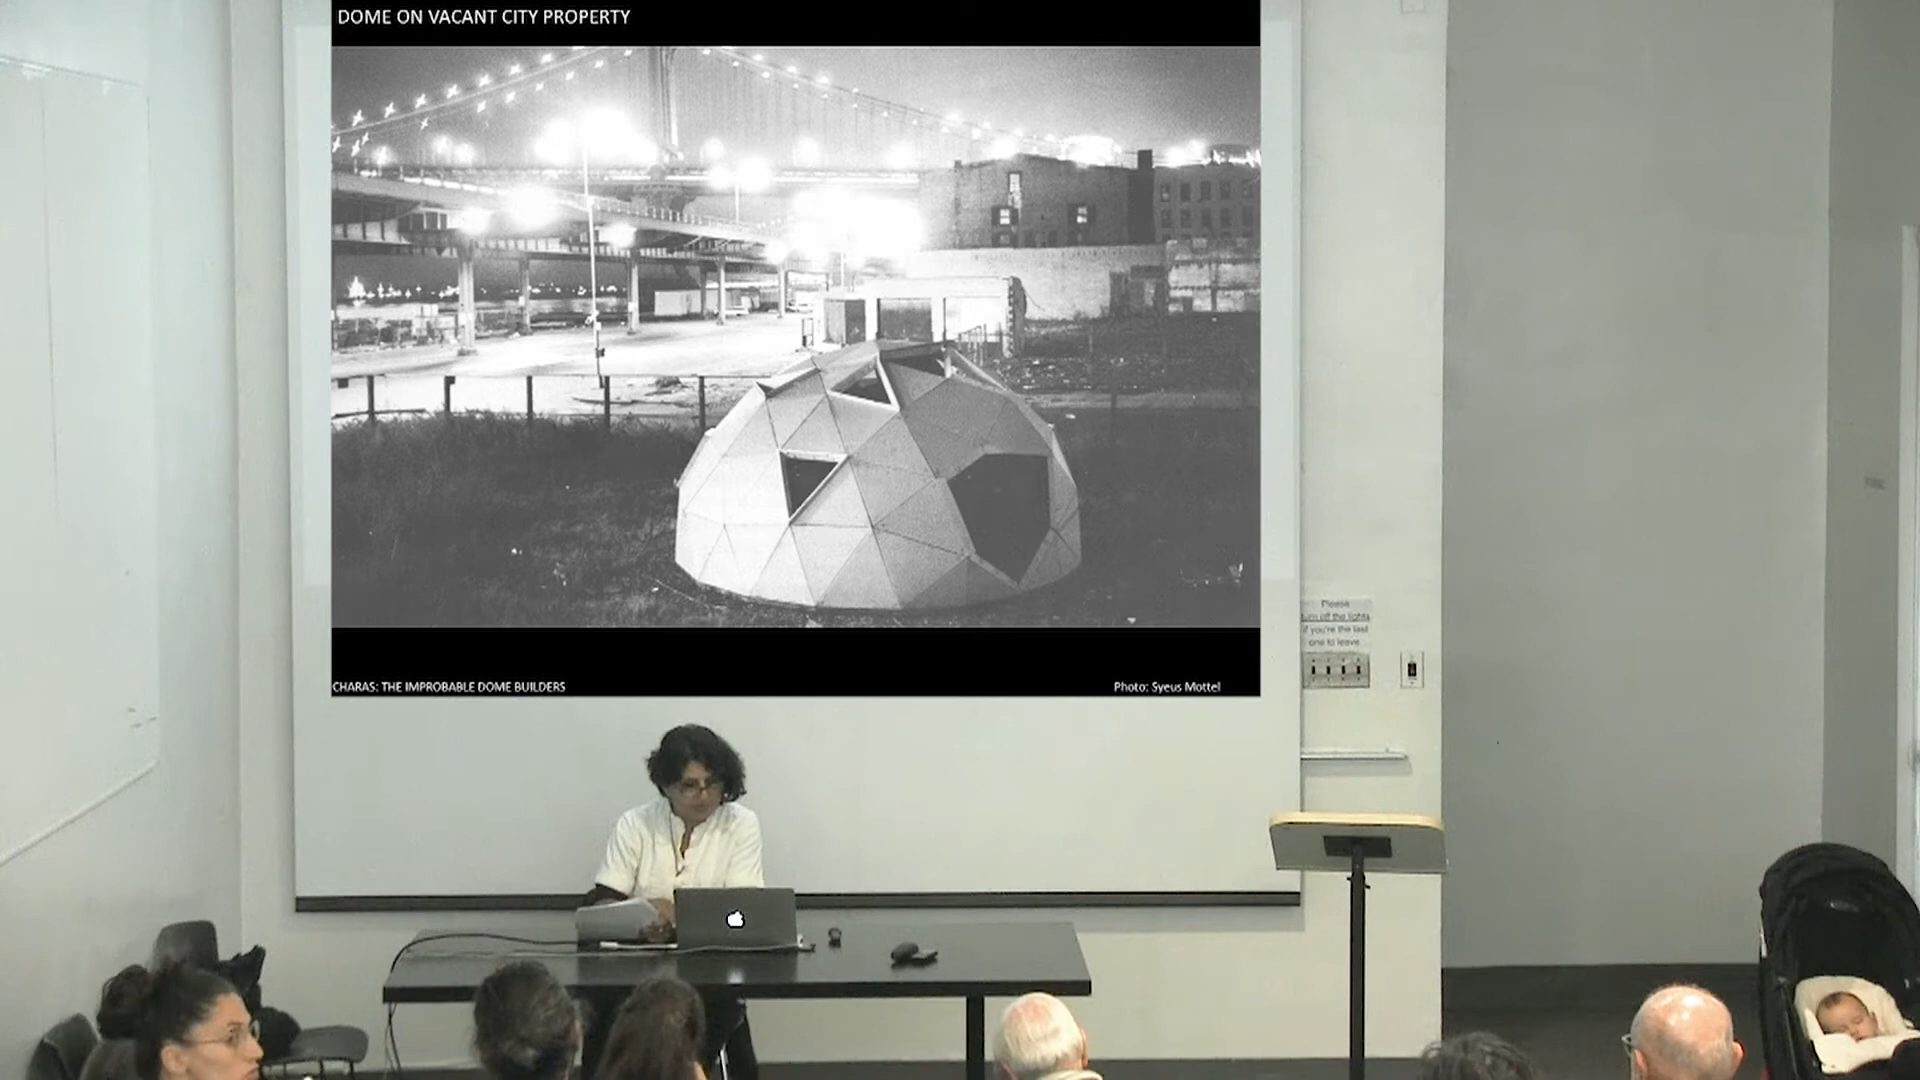 DOME ON VACANT CITY PROPERTY
CHARAS: THE IMPROBABLE DOME BUILDERS
Photo: Syeus Mottel
Please
turn off the lights
if you're the last
one to leave